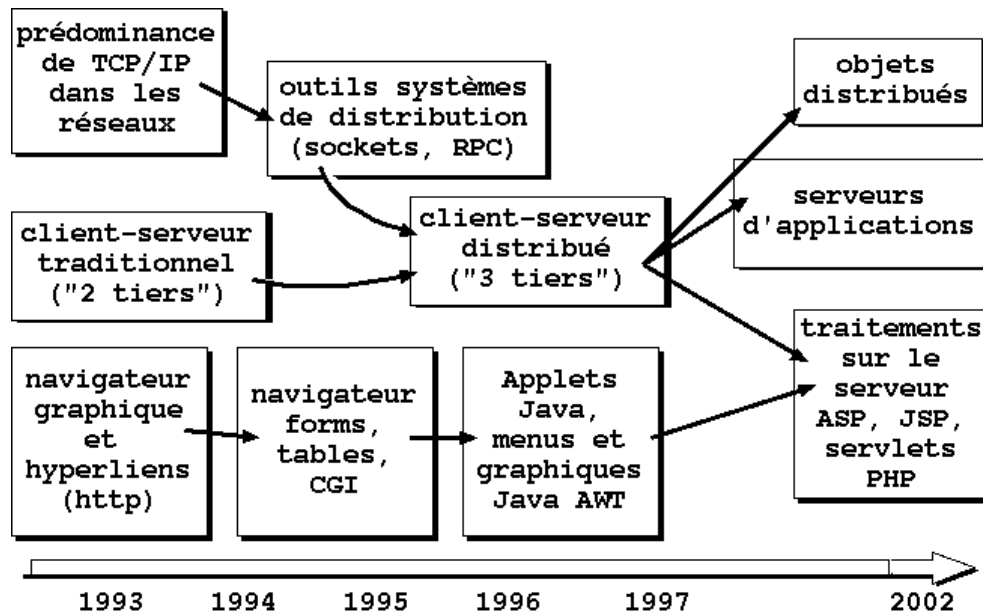 prédominance
de TCP/IP
dans les
réseaux
outils systèmes
de distribution
(sockets, RPC)
objets
distribués
client-serveur
traditionnel
("2 tiers")
client-serveur
distribué
("3 tiers")
serveurs
d'applications
navigateur
graphique
et
hyperliens
(http)
navigateur
forms,
tables,
CGI
Applets
Java,
menus et
graphiques
Java AWT
traitements
sur le
serveur
ASP, JSP,
servlets
PHP
1993 1994 1995 1996 1997 2002